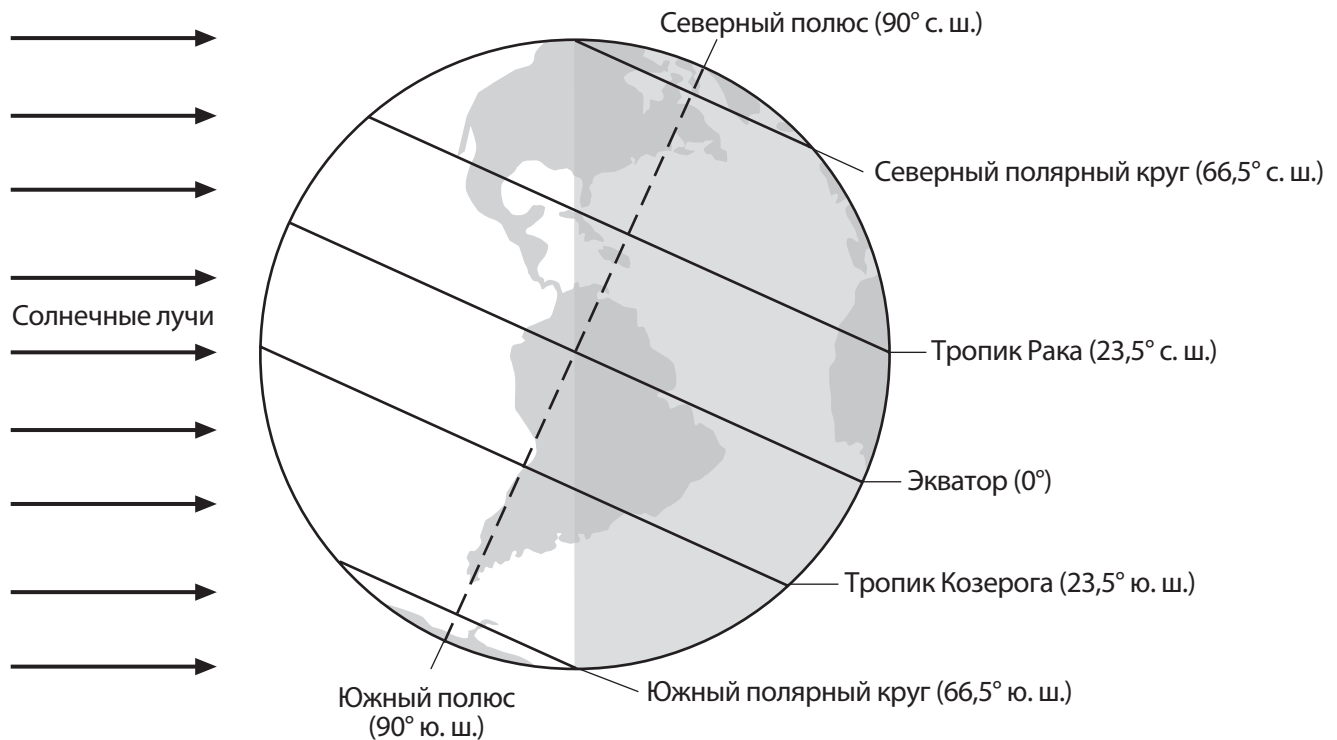 Северный полюс (90° с. ш.)
Северный полярный круг (66,5° с. ш.)
Солнечные лучи
Тропик Рака (23,5° с. ш.)
Экватор (0°)
Тропик Козерога (23,5° ю. ш.)
Южный полярный круг (66,5° ю. ш.)
Южный полюс
(90° ю. ш.)